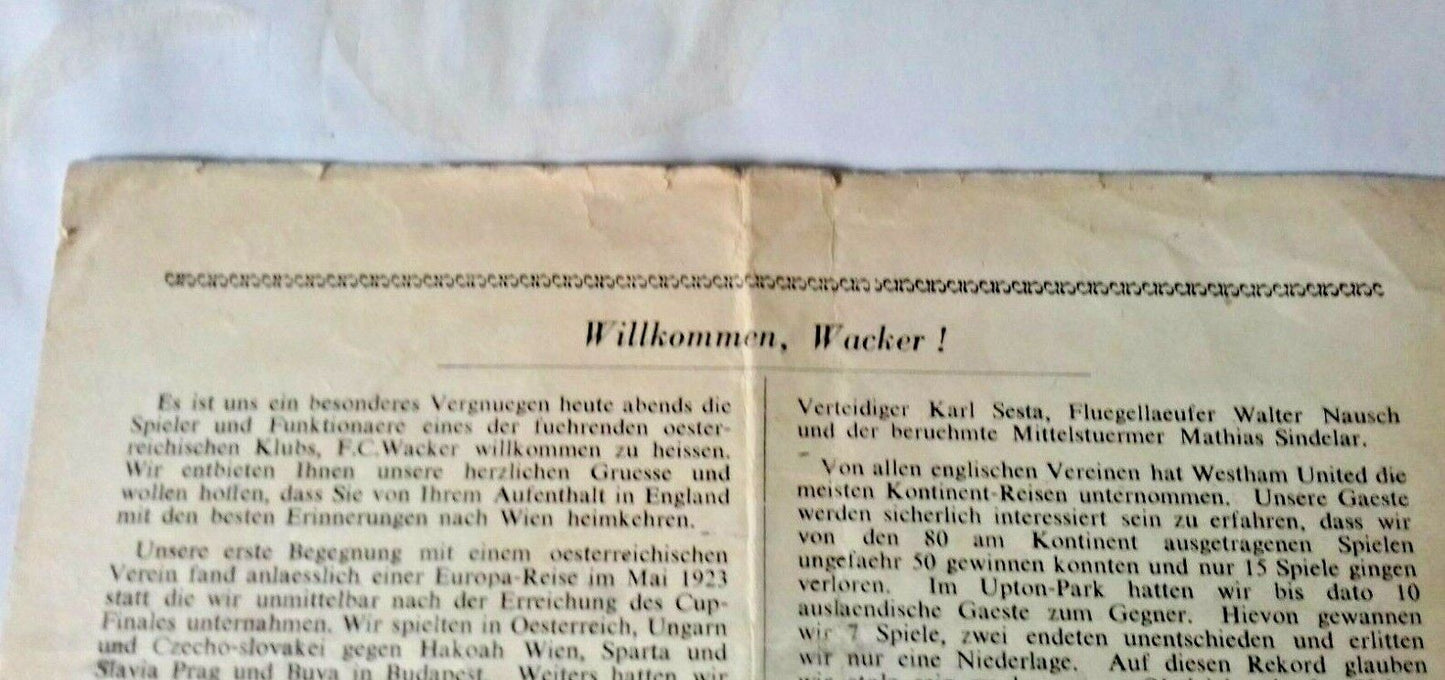 Willkommen, Wacker !
Es ist uns ein besonderes Vergnuegen heute abends die
Spieler und Funktionaere eines der fuehrenden oester-
reichischen Klubs, F.C.Wacker willkommen zu heissen.
Wir entbieten Ihnen unsere herzlichen Gruesse und
wollen hoffen, dass Sie von Ihrem Aufenthalt in England
mit den besten Erinnerungen nach Wien heimkehren.
Unsere erste Begegnung mit einem oesterreichischen
Verein fand anlaesslich einer Europa-Reise im Mai 1923
statt die wir unmittelbar nach der Erreichung des Cup-
Finales unternahmen. Wir spielten in Oesterreich, Ungarn
und Czecho-slovakei gegen Hakoah Wien, Sparta und
Slavia Prag und Buva in Budapest. Weiters hatten wir
Verteidiger Karl Sesta, Fluegellaeufer Walter Nausch
und der beruehmte Mittelstuermer Mathias Sindelar.
Von allen englischen Vereinen hat Westham United die
meisten Kontinent-Reisen unternommen. Unsere Gaeste
werden sicherlich interessiert sein zu erfahren, dass wir
von den 80 am Kontinent ausgetragenen Spielen
ungefaehr 50 gewinnen konnten und nur 15 Spiele gingen
verloren. Im Upton-Park hatten wir bis dato 10
auslaendische Gaeste zum Gegner. Hievon gewannen
wir 7 Spiele, zwei endeten unentschieden und erlitten
wir nur eine Niederlage. Auf diesen Rekord glauben